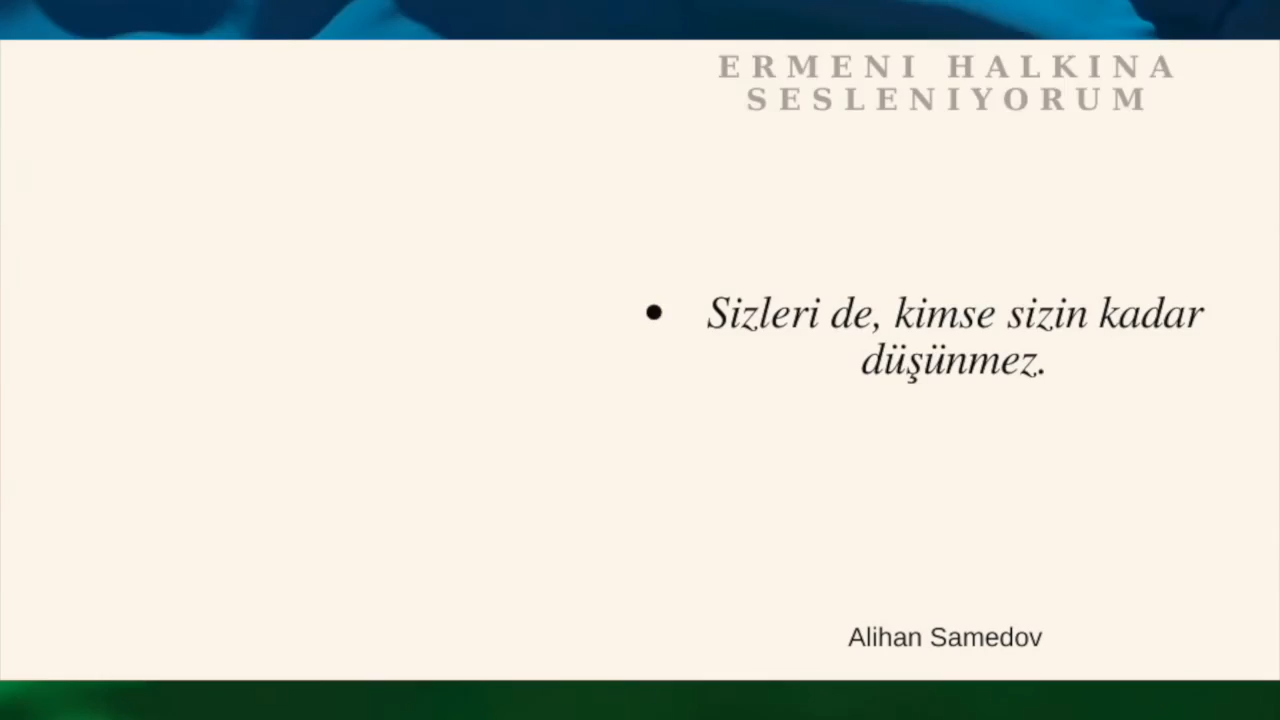 ERMENI HALKINA
SESLENIYORUM
• Sizleri de, kimse sizin kadar
düşünmez.
Alihan Samedov